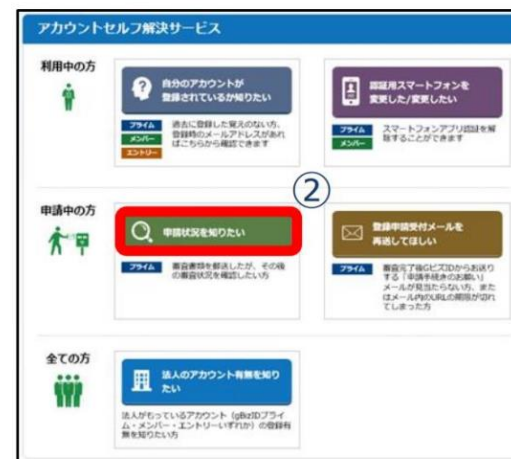 アカウントセルフ解決サービス
利用中の方
自分のアカウントが
登録されているか知りたい
プライム
メンバー
エントリー
過去に登録した覚えのない方、
登録時のメールアドレスがあれ
ばこちらから確認できます
認証用スマートフォンを
変更した/変更したい
プライム
メンバー
スマートフォンアプリ認証を解
除することができます
②
申請中の方
申請状況を知りたい
プライム
審査書類を郵送したが、その後
の審査状況を確認したい方
登録申請受付メールを
再送してほしい
プライム
審査完了後GビズIDからお送り
する「申請手続きのお願い」
メールが見当たらない方、また
はメール内のURLの期限が切れ
てしまった方
全ての方
法人のアカウント有無を知り
たい
法人がもっているアカウント（gBizIDプライ
ム・メンバー・エントリーいずれか）の登録有
無を知りたい方